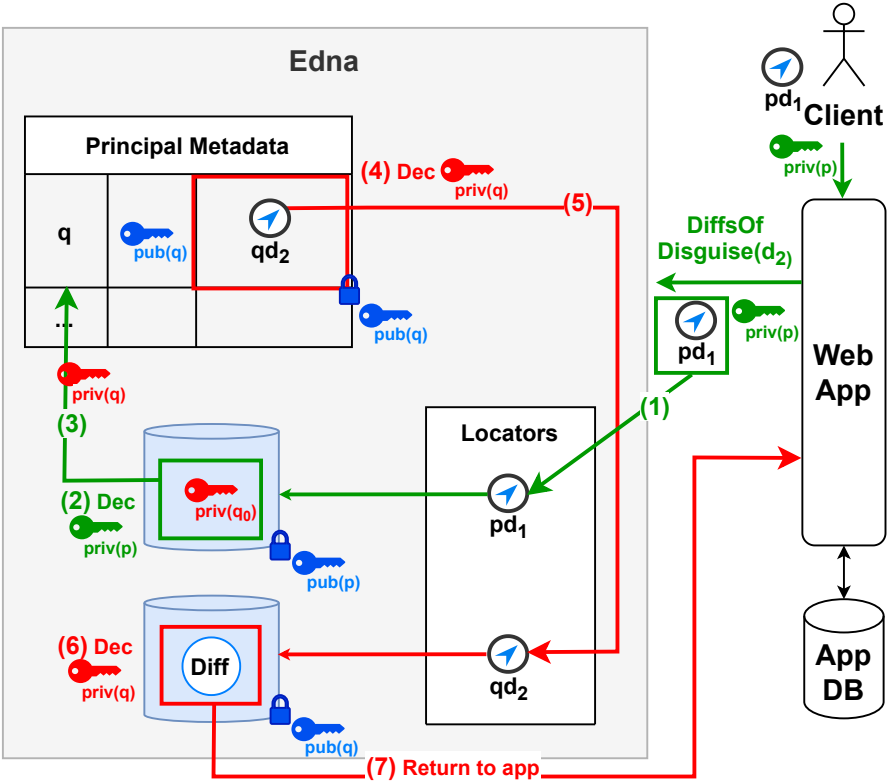 Edna
Principal Metadata
q
pub(q)
qd2
...
(4) Dec
priv(q)
(5)
pub(q)
pd1
Client
priv(p)
DiffsOf
Disguise(d2)
priv(p)
pd1
(1)
Web
App
priv(q)
(3)
(2) Dec
priv(p)
priv(q0)
pub(p)
Locators
pd1
qd2
(6) Dec
priv(q)
Diff
pub(q)
(7) Return to app
App
DB